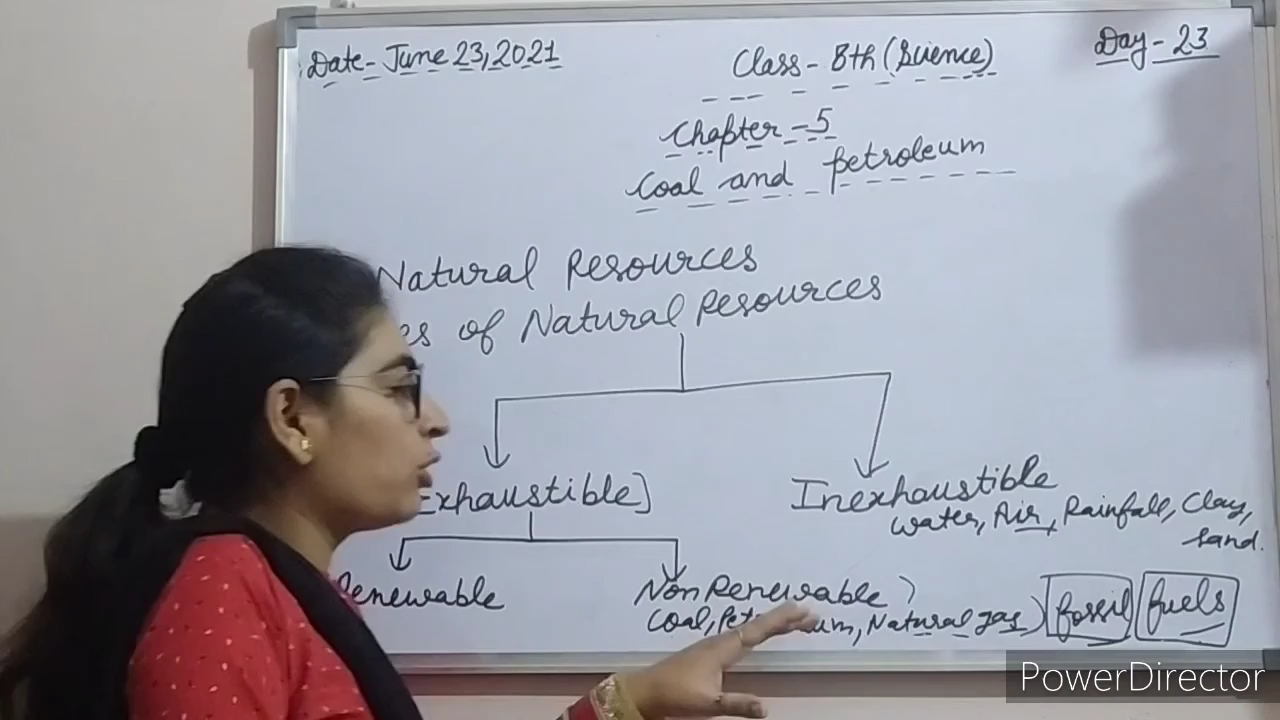 Date- June 23, 2021
Class- 8th (Science)
Day - 23
Chapter - 5
Coal and petroleum
Natural Resources
of Natural Resources
Exhaustible]
Inexhaustible
water, Air, Rainfall, Clay,
sand.
Renewable
Non Renewable
Coal, Petroleum, Natural gas) fossil fuels
PowerDirector